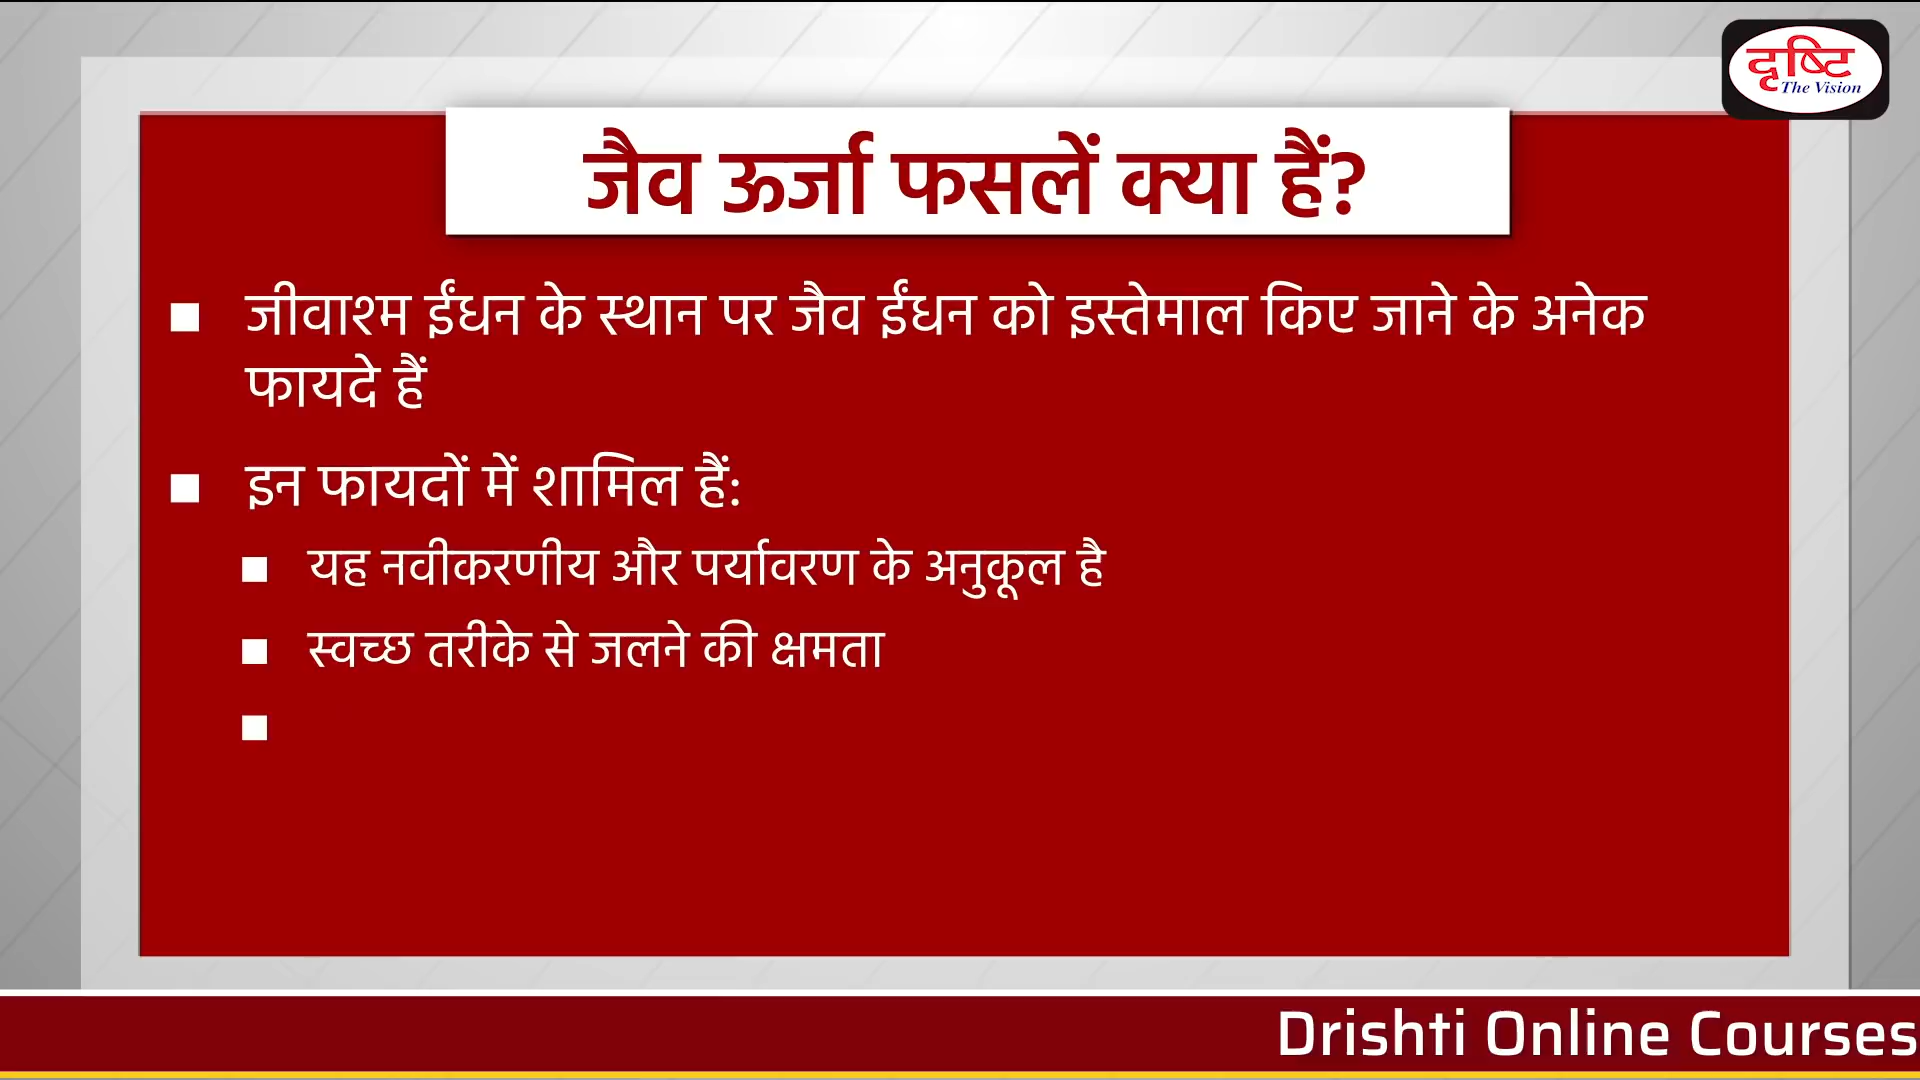 दृष्टि
The Vision
जैव ऊर्जा फसलें क्या हैं?
■ जीवाश्म ईंधन के स्थान पर जैव ईंधन को इस्तेमाल किए जाने के अनेक
फायदे हैं
■ इन फायदों में शामिल हैं:
■ यह नवीकरणीय और पर्यावरण के अनुकूल है
■ स्वच्छ तरीके से जलने की क्षमता
■
Drishti Online Courses